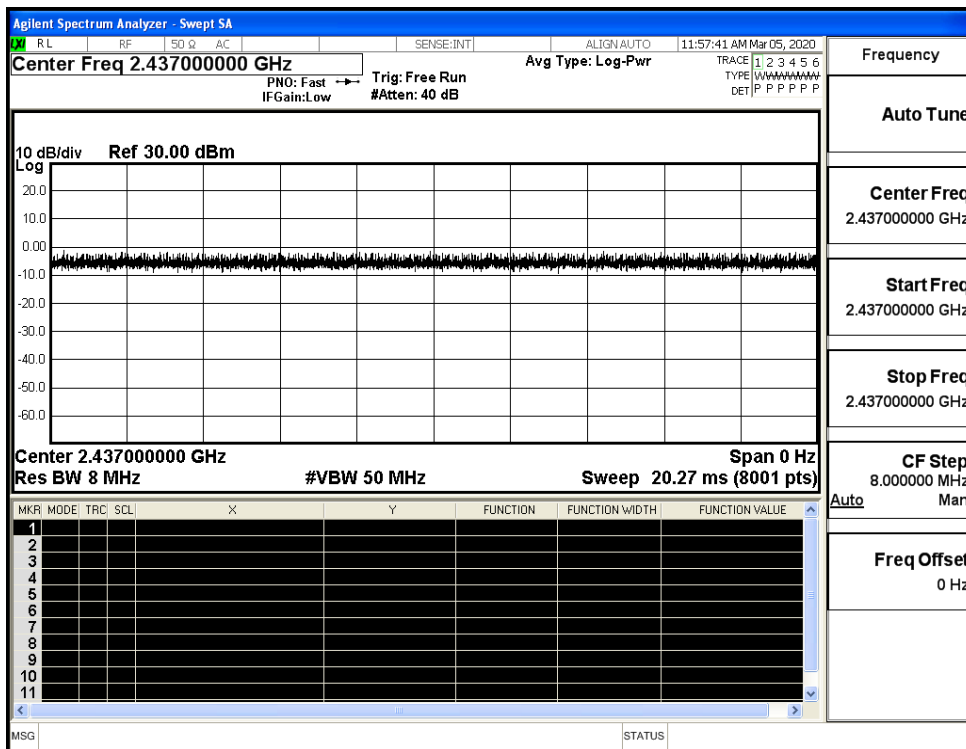 Agilent Spectrum Analyzer - Swept SA
LXI RL RF 50 Ω AC SENSE:INT ALIGN AUTO 11:57:41 AM Mar 05, 2020
Center Freq 2.437000000 GHz
PNO: Fast
IFGain:Low
Trig: Free Run
#Atten: 40 dB
Avg Type: Log-Pwr
TRACE 1 2 3 4 5 6
TYPE WWWWWW
DET P P P P P P
10 dB/div Ref 30.00 dBm
Log
20.0
10.0
0.00
-10.0
-20.0
-30.0
-40.0
-50.0
-60.0
Center 2.437000000 GHz Span 0 Hz
Res BW 8 MHz #VBW 50 MHz Sweep 20.27 ms (8001 pts)
MKR MODE TRC SCL X Y FUNCTION FUNCTION WIDTH FUNCTION VALUE
1
2
3
4
5
6
7
8
9
10
11
MSG STATUS
Frequency
Auto Tune
Center Freq
2.437000000 GHz
Start Freq
2.437000000 GHz
Stop Freq
2.437000000 GHz
CF Step
8.000000 MHz
Auto Man
Freq Offset
0 Hz